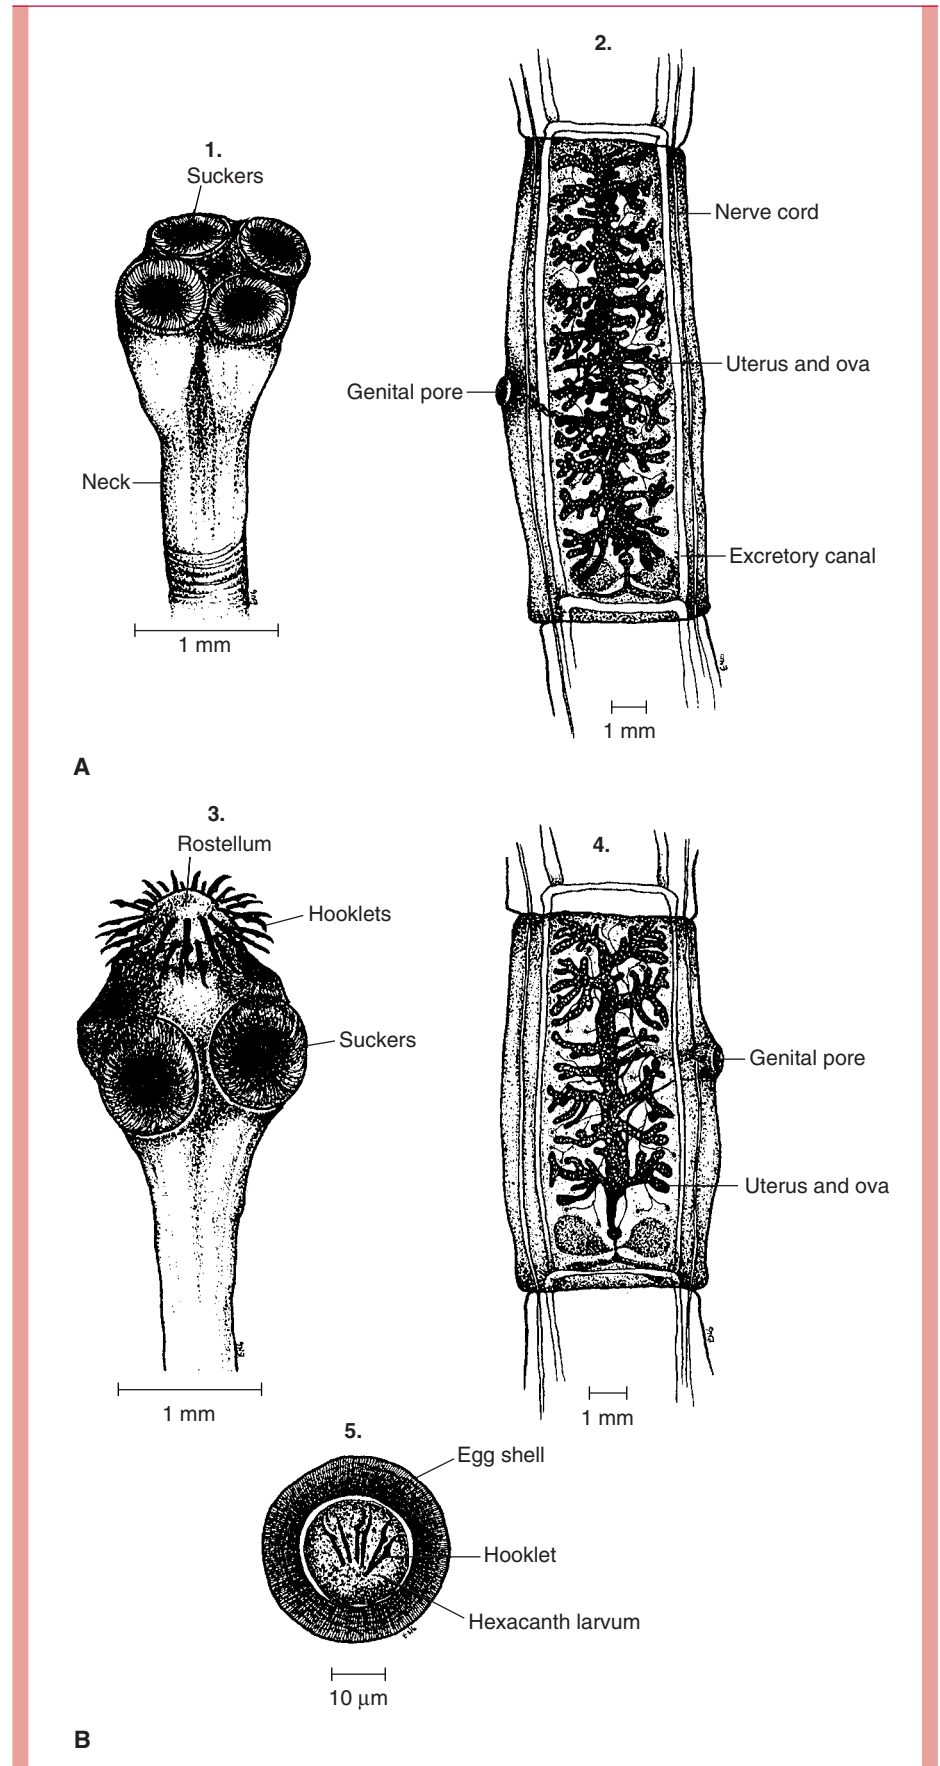 2.
1.
Suckers
Nerve cord
Uterus and ova
Genital pore
Neck
Excretory canal
1 mm
1 mm
A
3.
Rostellum
4.
Hooklets
Suckers
Genital pore
Uterus and ova
1 mm
1 mm
5.
Egg shell
Hooklet
Hexacanth larvum
10 μm
B